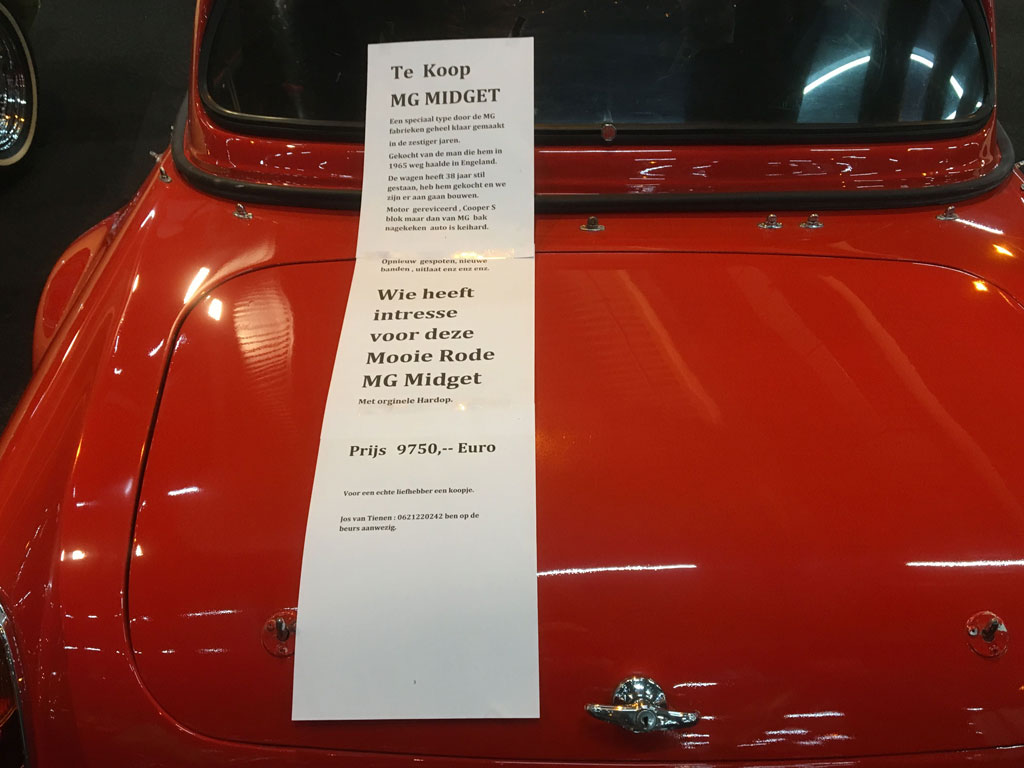 Te Koop
MG MIDGET
Een speciaal type door de MG
fabrieken geheel klaar gemaakt
in de zestiger jaren.
Gekocht van de man die hem in
1965 weg haalde in Engeland.
De wagen heeft 38 jaar stil
gestaan, heb hem gekocht en we
zijn er aan gaan bouwen.
Motor gereviceerd , Cooper S
blok maar dan van MG bak
nagekeken auto is keihard.
Opnieuw gespoten, nieuwe
banden , uitlaat enz enz enz.
Wie heeft
intresse
voor deze
Mooie Rode
MG Midget
Met orginele Hardop.
Prijs 9750,-- Euro
Voor een echte liefhebber een koopje.
Jos van Tienen : 0621220242 ben op de
beurs aanwezig.